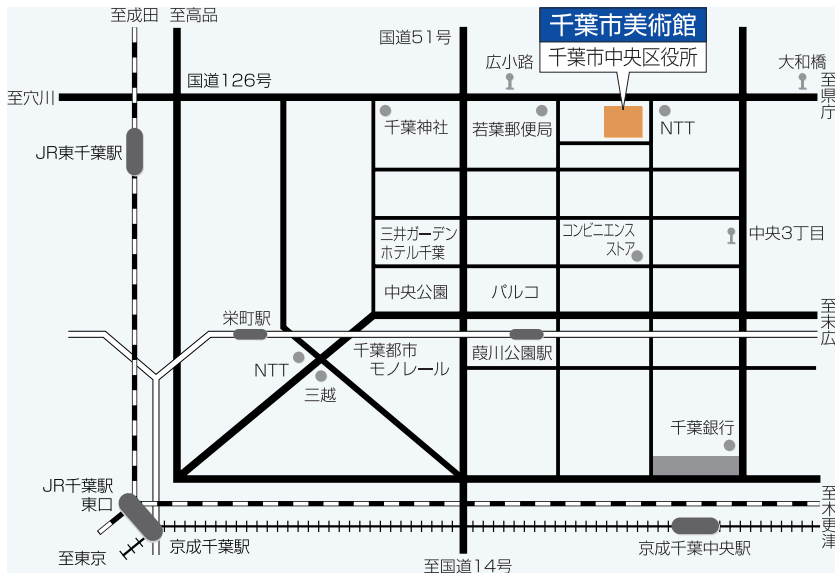 至成田
至高品
千葉市美術館
千葉市中央区役所
国道51号
広小路
大和橋
国道126号
至穴川
至県庁
千葉神社
若葉郵便局
NTT
JR東千葉駅
三井ガーデン
ホテル千葉
コンビニエンス
ストア
中央3丁目
中央公園
パルコ
至末広
栄町駅
千葉都市
モノレール
葭川公園駅
NTT
三越
千葉銀行
JR千葉駅
東口
至木更津
京成千葉駅
京成千葉中央駅
至東京
至国道14号